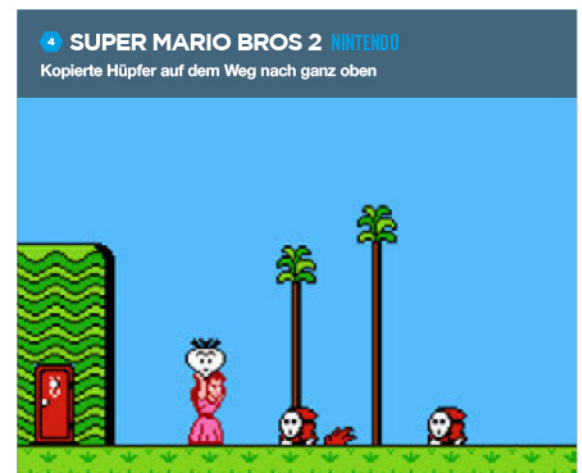 4 SUPER MARIO BROS 2 NINTENDO
Kopierte Hüpfer auf dem Weg nach ganz oben